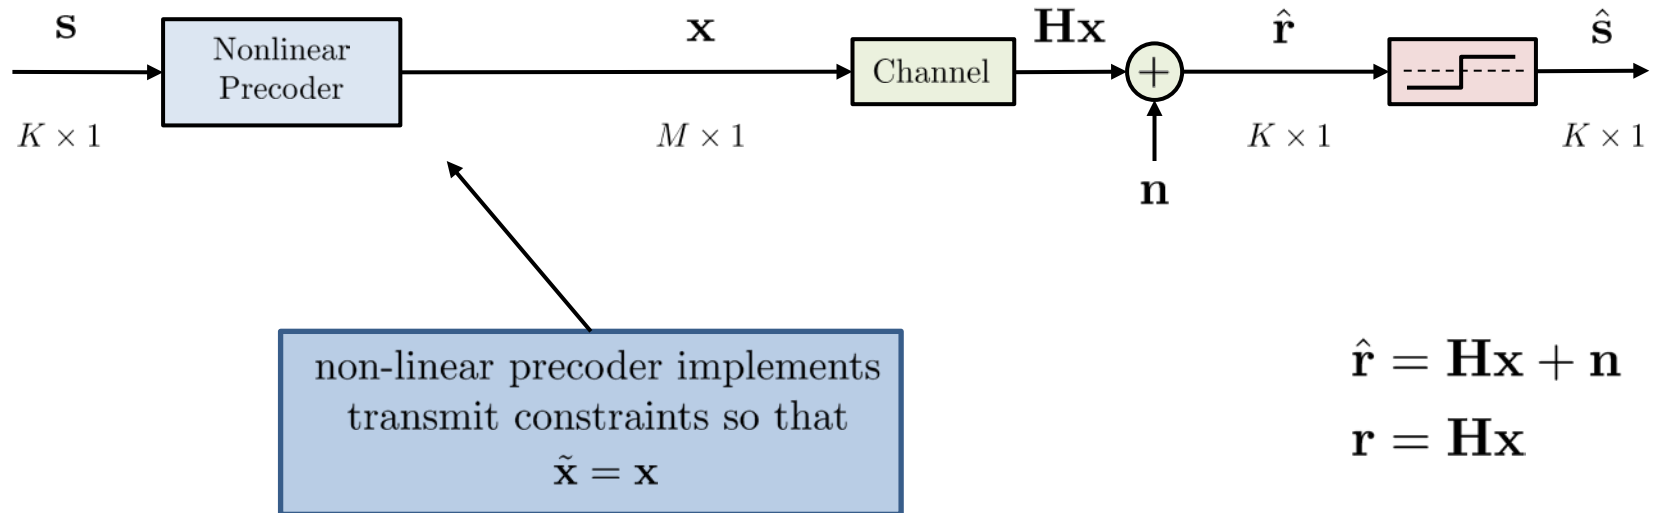 s
Nonlinear
Precoder
x
Hx
r̂
ŝ
Channel
+
K × 1
M × 1
K × 1
K × 1
n
non-linear precoder implements
transmit constraints so that
x̃ = x
r̂ = Hx + n
r = Hx